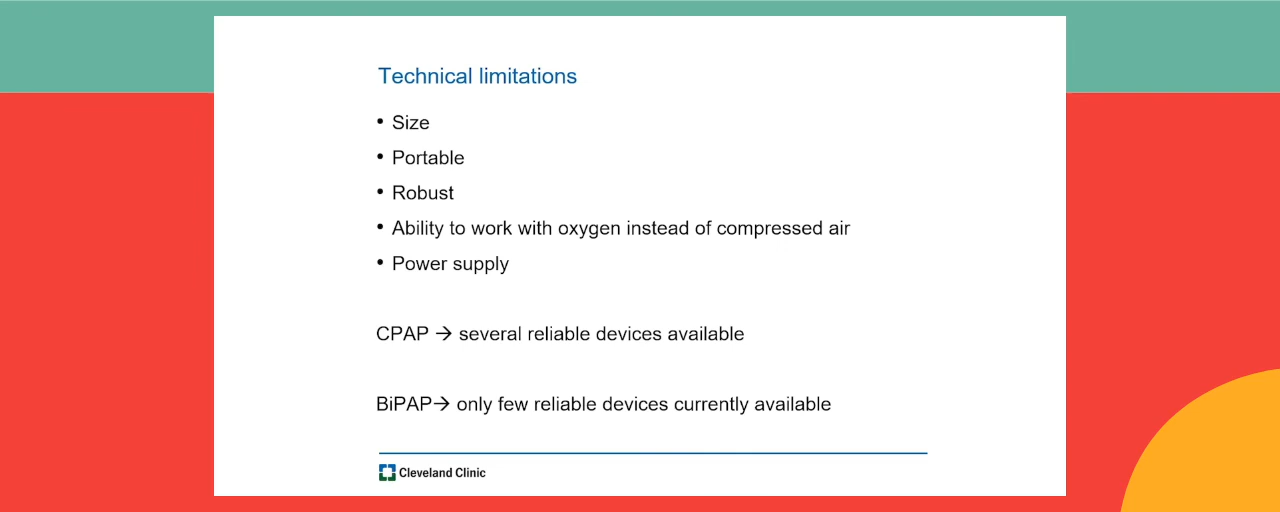 Technical limitations
• Size
• Portable
• Robust
• Ability to work with oxygen instead of compressed air
• Power supply
CPAP → several reliable devices available
BiPAP→ only few reliable devices currently available
Cleveland Clinic